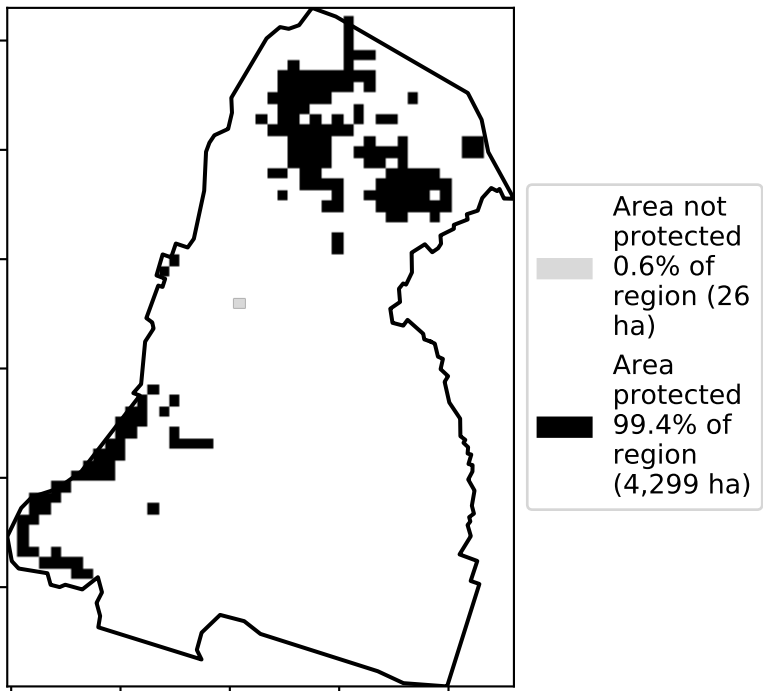 Area not
protected
0.6% of
region (26
ha)
Area
protected
99.4% of
region
(4,299 ha)